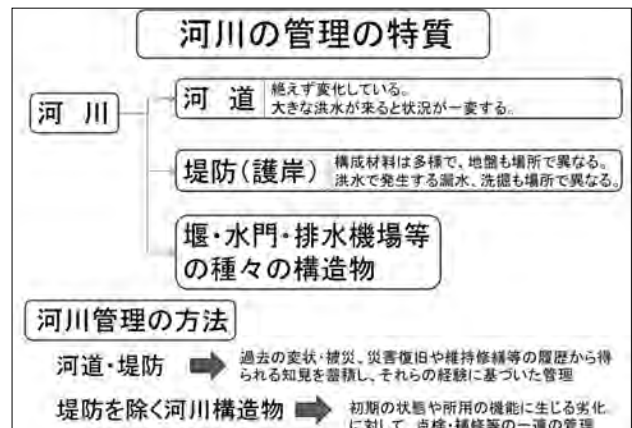 河川の管理の特質
河川
河道
絶えず変化している。
大きな洪水が来ると状況が一変する。
堤防(護岸)
構成材料は多様で、地盤も場所で異なる。
洪水で発生する漏水、洗掘も場所で異なる。
堰・水門・排水機場等
の種々の構造物
河川管理の方法
河道・堤防
過去の変状・被災、災害復旧や維持修繕等の履歴から得
られる知見を蓄積し、それらの経験に基づいた管理
堤防を除く河川構造物
初期の状態や所用の機能に生じる劣化
に対して、点検・補修等の一連の管理